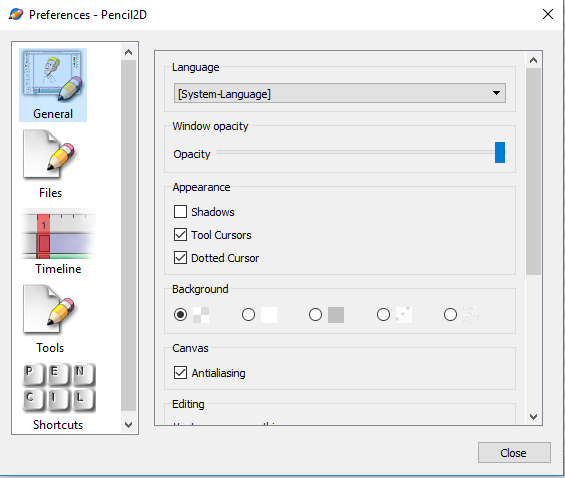 Preferences - Pencil2D
General
Files
1
Timeline
Tools
P E N
C I L
Shortcuts
Language
[System-Language]
Window opacity
Opacity
Appearance
Shadows
Tool Cursors
Dotted Cursor
Background
Canvas
Antialiasing
Editing
Close